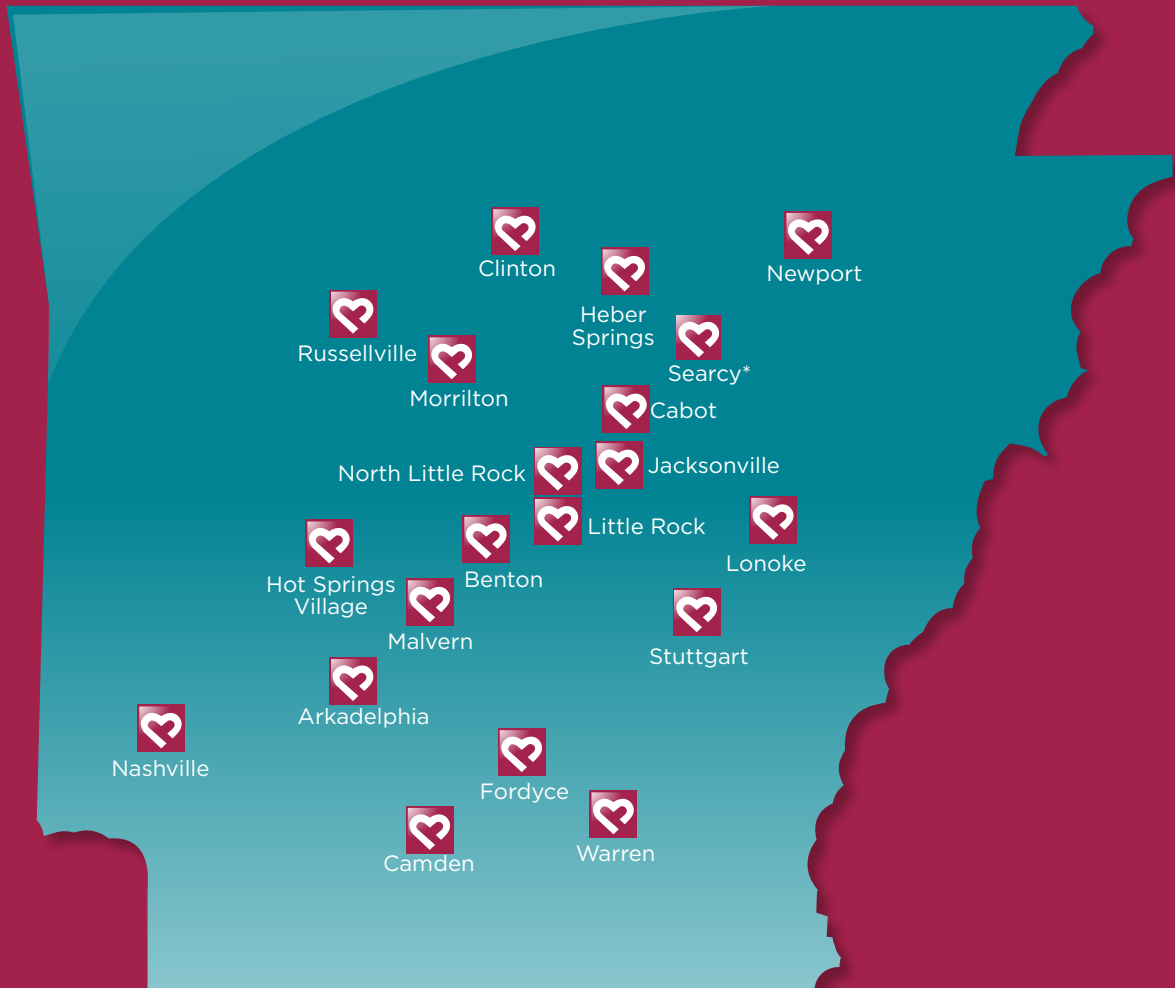 Clinton
Newport
Heber
Springs
Russellville
Searcy*
Morrilton
Cabot
North Little Rock
Jacksonville
Little Rock
Lonoke
Benton
Hot Springs
Village
Malvern
Stuttgart
Arkadelphia
Nashville
Fordyce
Warren
Camden